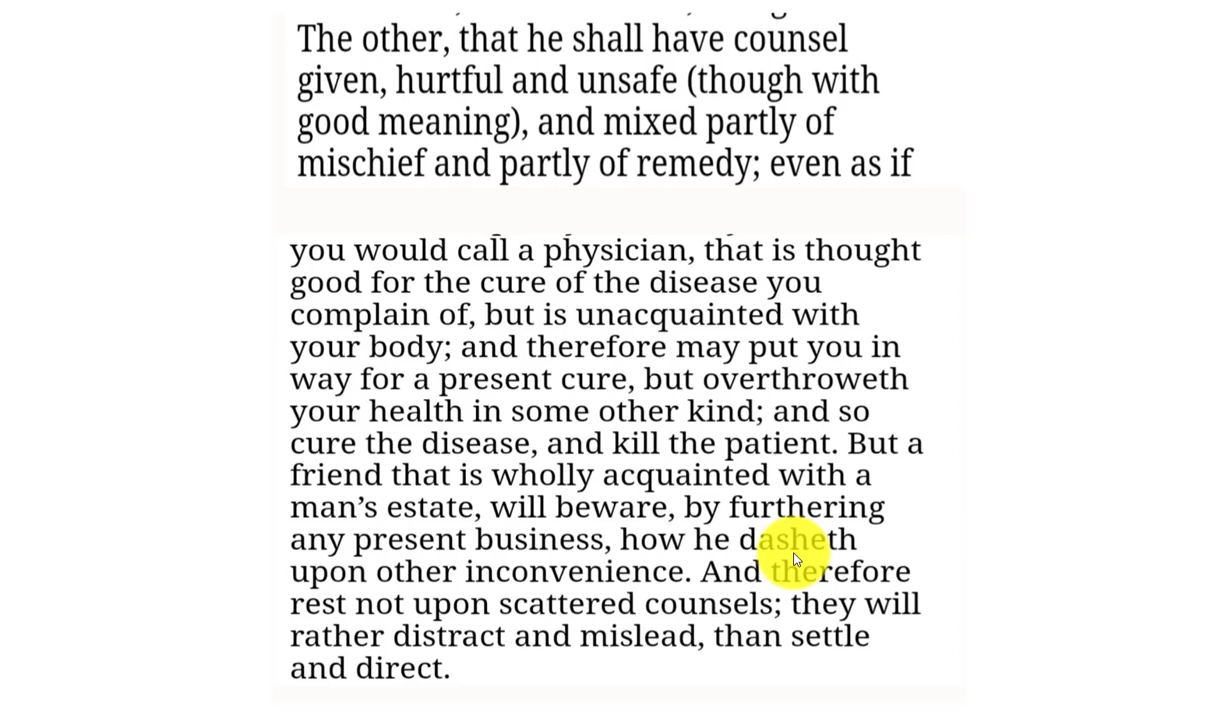 The other, that he shall have counsel
given, hurtful and unsafe (though with
good meaning), and mixed partly of
mischief and partly of remedy; even as if
you would call a physician, that is thought
good for the cure of the disease you
complain of, but is unacquainted with
your body; and therefore may put you in
way for a present cure, but overthroweth
your health in some other kind; and so
cure the disease, and kill the patient. But a
friend that is wholly acquainted with a
man’s estate, will beware, by furthering
any present business, how he dasheth
upon other inconvenience. And therefore
rest not upon scattered counsels; they will
rather distract and mislead, than settle
and direct.